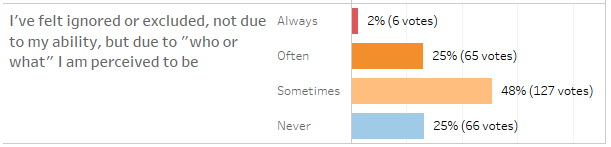 I've felt ignored or excluded, not due
to my ability, but due to ”who or
what” I am perceived to be
Always 2% (6 votes)
Often 25% (65 votes)
Sometimes 48% (127 votes)
Never 25% (66 votes)